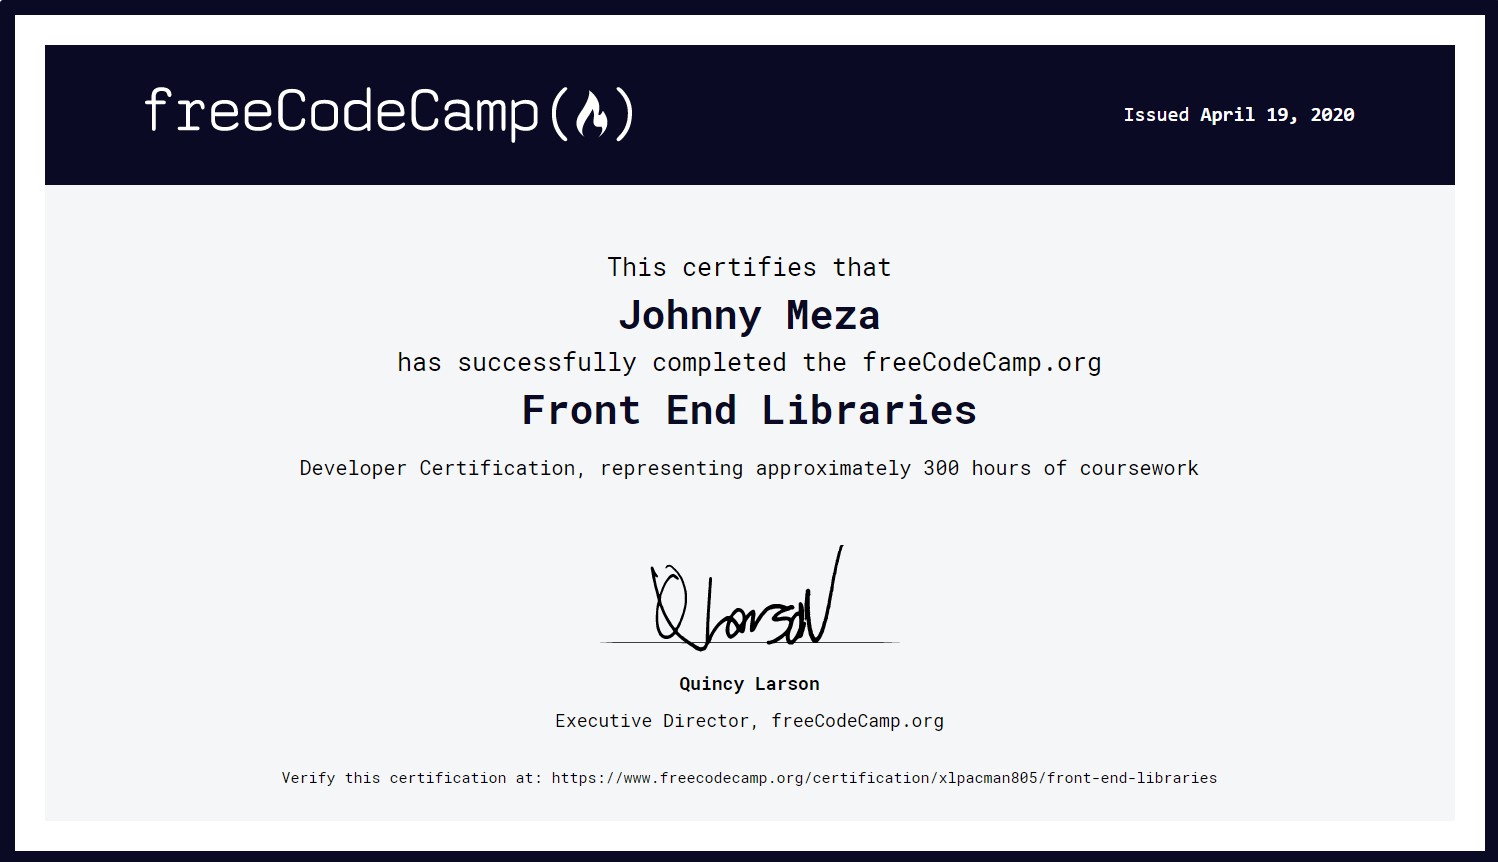 freeCodeCamp(🔥)
Issued April 19, 2020
This certifies that
Johnny Meza
has successfully completed the freeCodeCamp.org
Front End Libraries
Developer Certification, representing approximately 300 hours of coursework
Q Larson
Quincy Larson
Executive Director, freeCodeCamp.org
Verify this certification at: https://www.freecodecamp.org/certification/xlpacman805/front-end-libraries